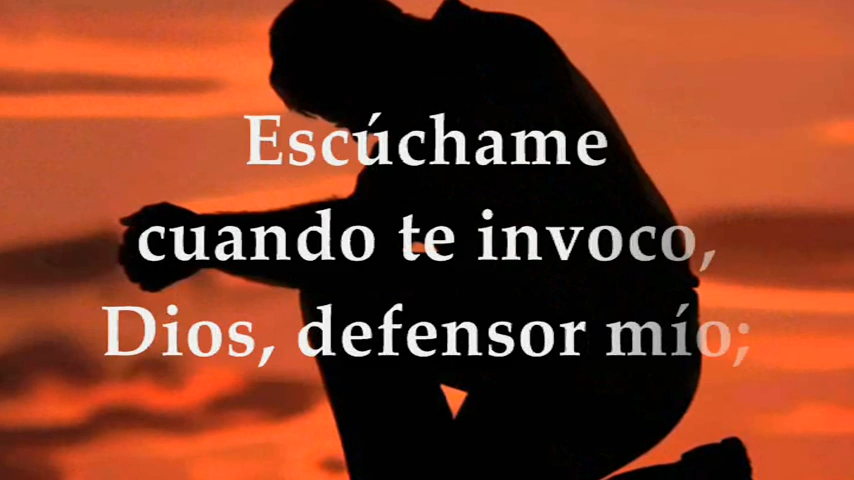 Escúchame
cuando te invoco,
Dios, defensor mío;